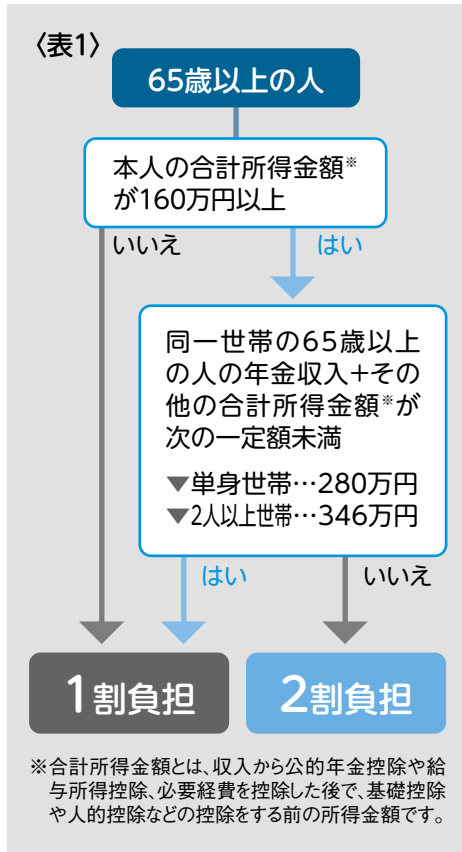 〈表1〉
65歳以上の人
本人の合計所得金額※
が160万円以上
いいえ
はい
同一世帯の65歳以上
の人の年金収入+その
他の合計所得金額※が
次の一定額未満
▼単身世帯…280万円
▼2人以上世帯…346万円
はい
いいえ
1割負担
2割負担
※合計所得金額とは、収入から公的年金控除や給
与所得控除、必要経費を控除した後で、基礎控除
や人的控除などの控除をする前の所得金額です。